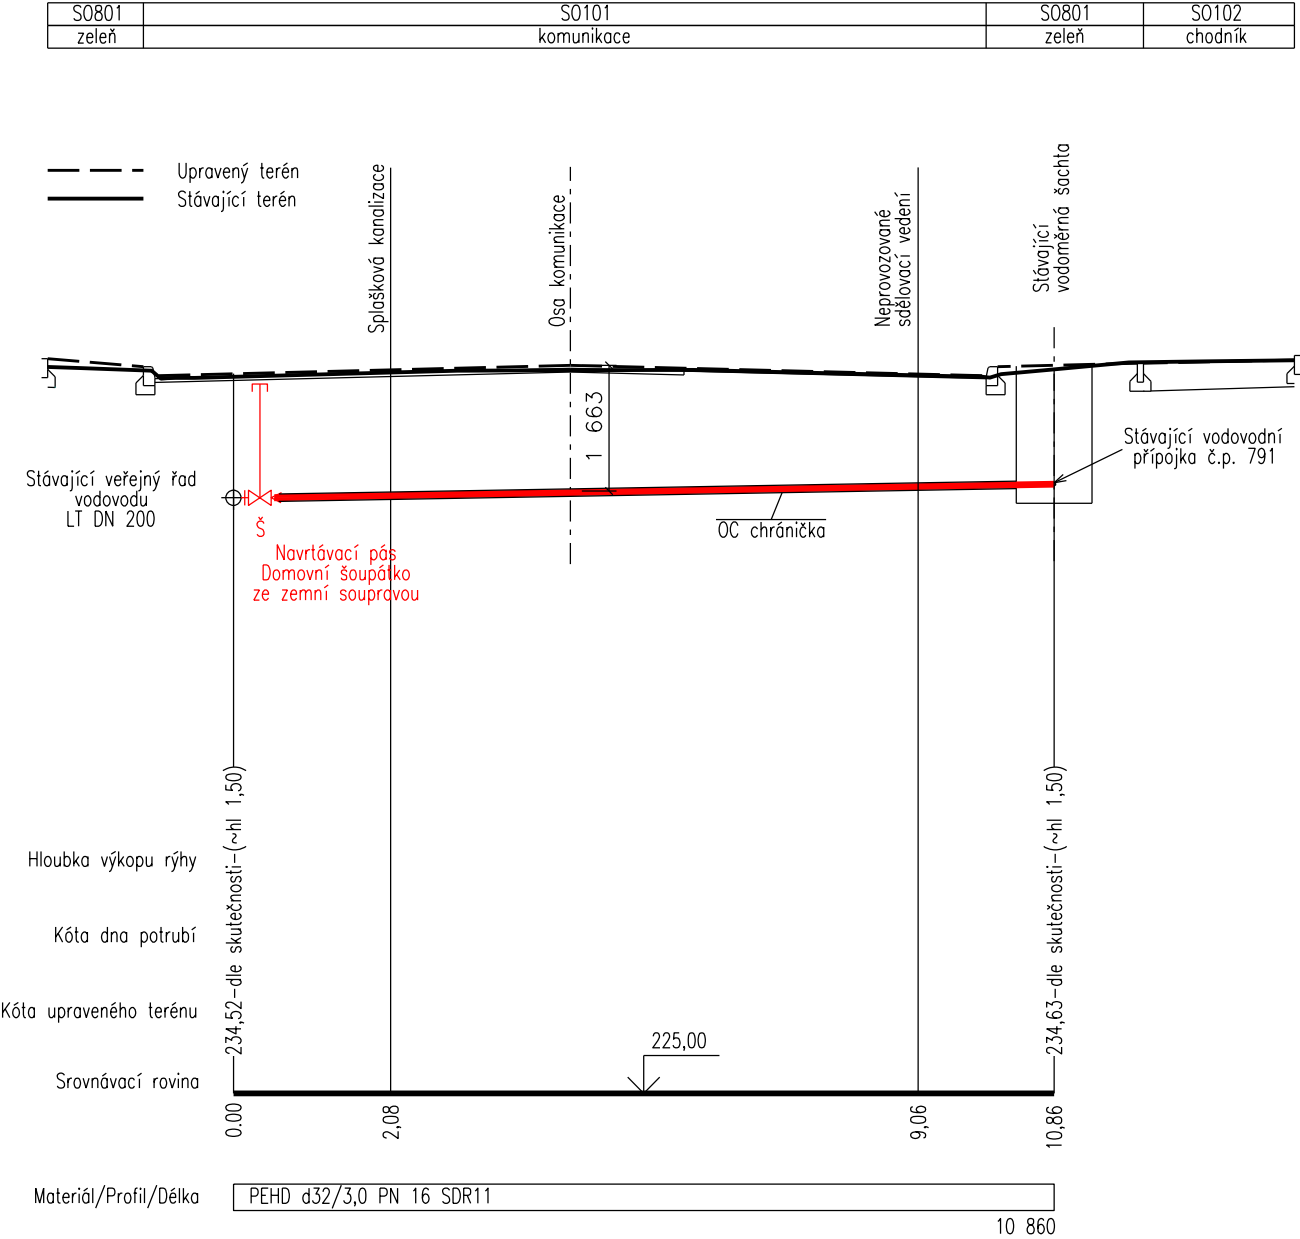 SO801
SO101
SO801
SO102
zeleň
komunikace
zeleň
chodník
Upravený terén
Stávající terén
Splašková kanalizace
Osa komunikace
Neprovozované
sdělovací vedení
Stávající
vodoměrná šachta
1 663
Stávající vodovodní
přípojka č.p. 791
Stávající veřejný řad
vodovodu
LT DN 200
Š
OC chránička
Navrtávací pás
Domovní šoupátko
ze zemní soupravou
Hloubka výkopu rýhy
Kóta dna potrubí
Kóta upraveného terénu
234,52-dle skutečnosti-(~hl 1,50)
234,63-dle skutečnosti-(~hl 1,50)
225,00
Srovnávací rovina
0.00
2,08
9,06
10,86
Materiál/Profil/Délka
PEHD d32/3,0 PN 16 SDR11
10 860